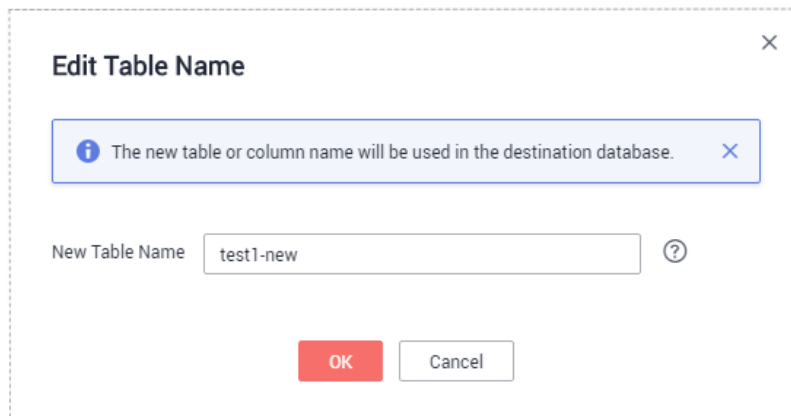 Edit Table Name
The new table or column name will be used in the destination database.
New Table Name test1-new
OK Cancel